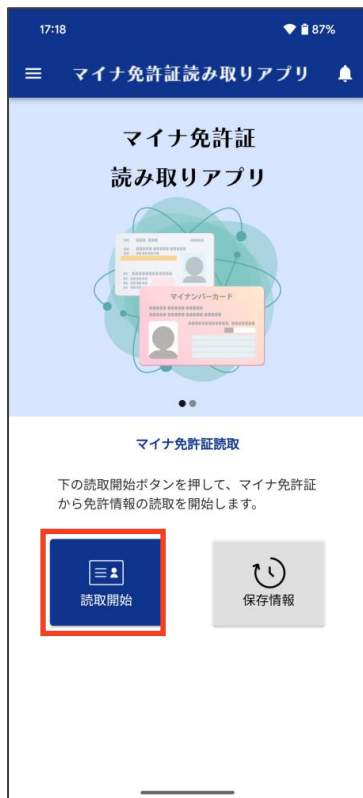 17:18
87%
マイナ免許証読み取りアプリ
マイナ免許証
読み取りアプリ
マイナンバーカード
マイナ免許証読取
下の読取開始ボタンを押して、マイナ免許証
から免許情報の読取を開始します。
読取開始
保存情報